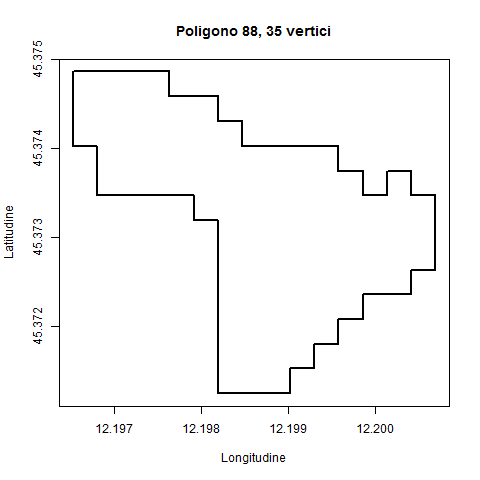 Poligono 88, 35 vertici
45.375
45.374
45.373
45.372
Latitudine
12.197 12.198 12.199 12.200
Longitudine